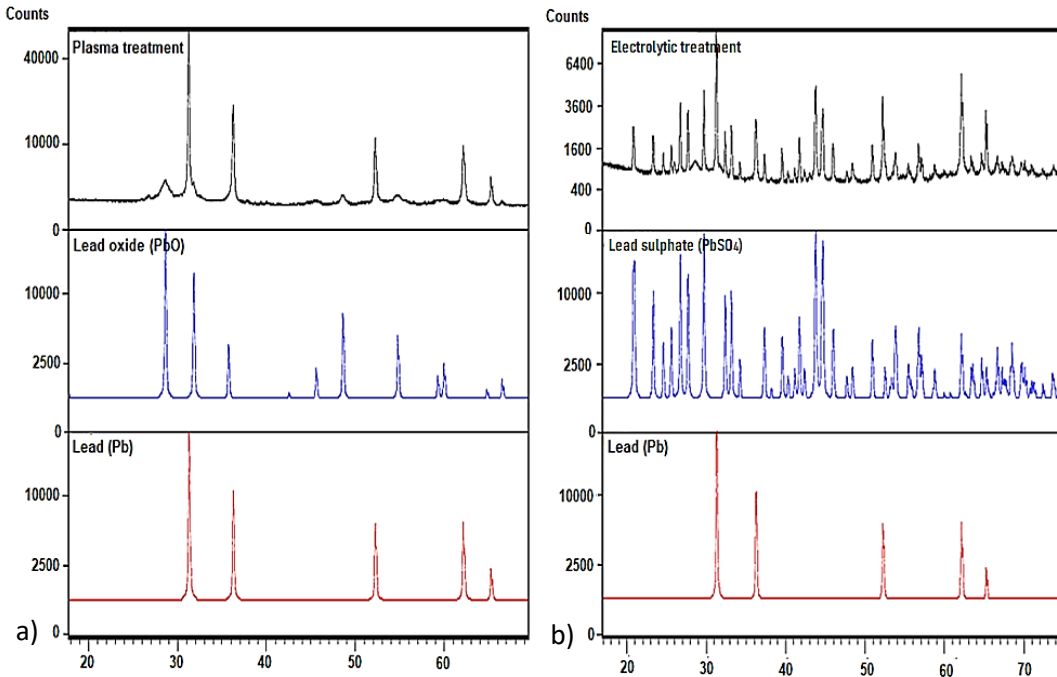 Counts
Plasma treatment
40000
10000
0
Lead oxide (PbO)
10000
2500
0
Lead (Pb)
10000
2500
0
a)
20 30 40 50 60
Counts
Electrolytic treatment
6400
3600
1600
400
0
Lead sulphate (PbSO₄)
10000
2500
0
Lead (Pb)
10000
2500
0
b)
20 30 40 50 60 70